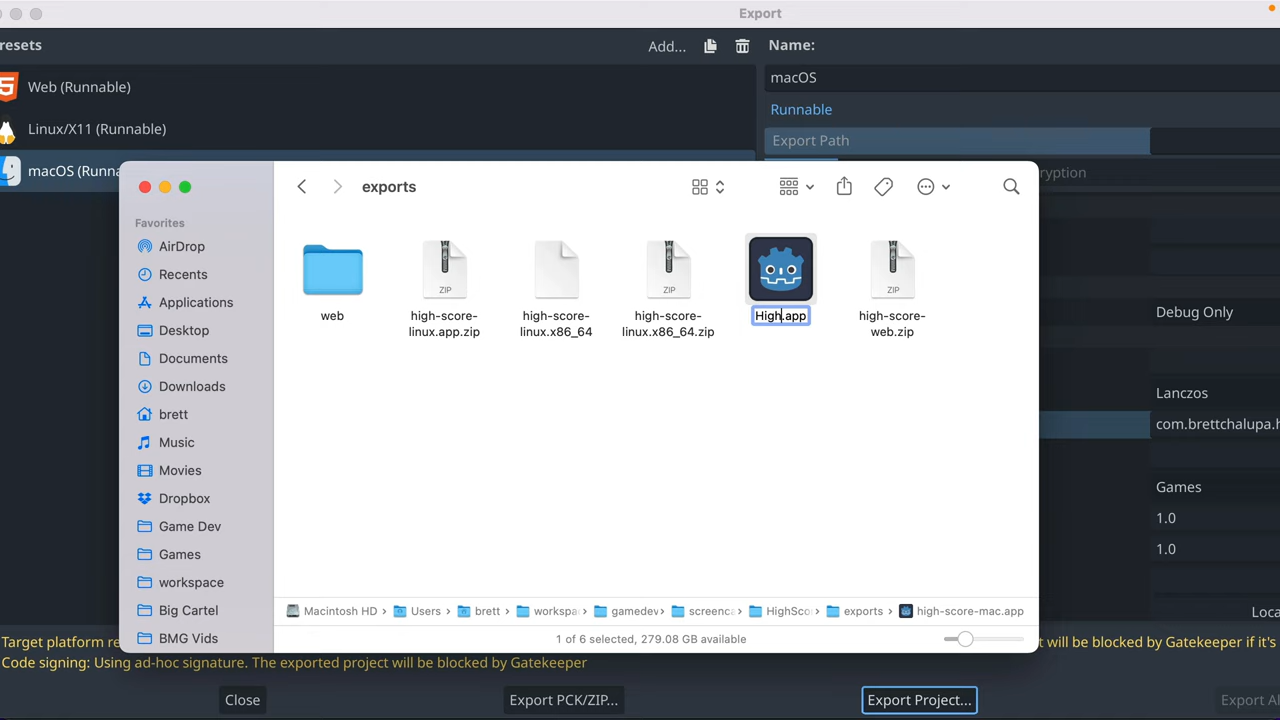 Export
resets
Add...
Name:
Web (Runnable)
macOS
Runnable
Linux/X11 (Runnable)
Export Path
macOS (Runna
ryption
exports
Favorites
AirDrop
Recents
Applications
Desktop
Documents
Downloads
brett
Music
Movies
Dropbox
Game Dev
Games
workspace
Big Cartel
BMG Vids
ZIP
ZIP
ZIP
web
high-score-
linux.app.zip
high-score-
linux.x86_64
high-score-
linux.x86_64.zip
High.app
high-score-
web.zip
Debug Only
Lanczos
com.brettchalupa.h
Games
1.0
1.0
Loca
Macintosh HD › Users › brett › workspa › gamedev › screenca › HighSco › exports › high-score-mac.app
1 of 6 selected, 279.08 GB available
Target platform re
t will be blocked by Gatekeeper if it's
Code signing: Using ad-hoc signature. The exported project will be blocked by Gatekeeper
Close
Export PCK/ZIP...
Export Project...
Export Al